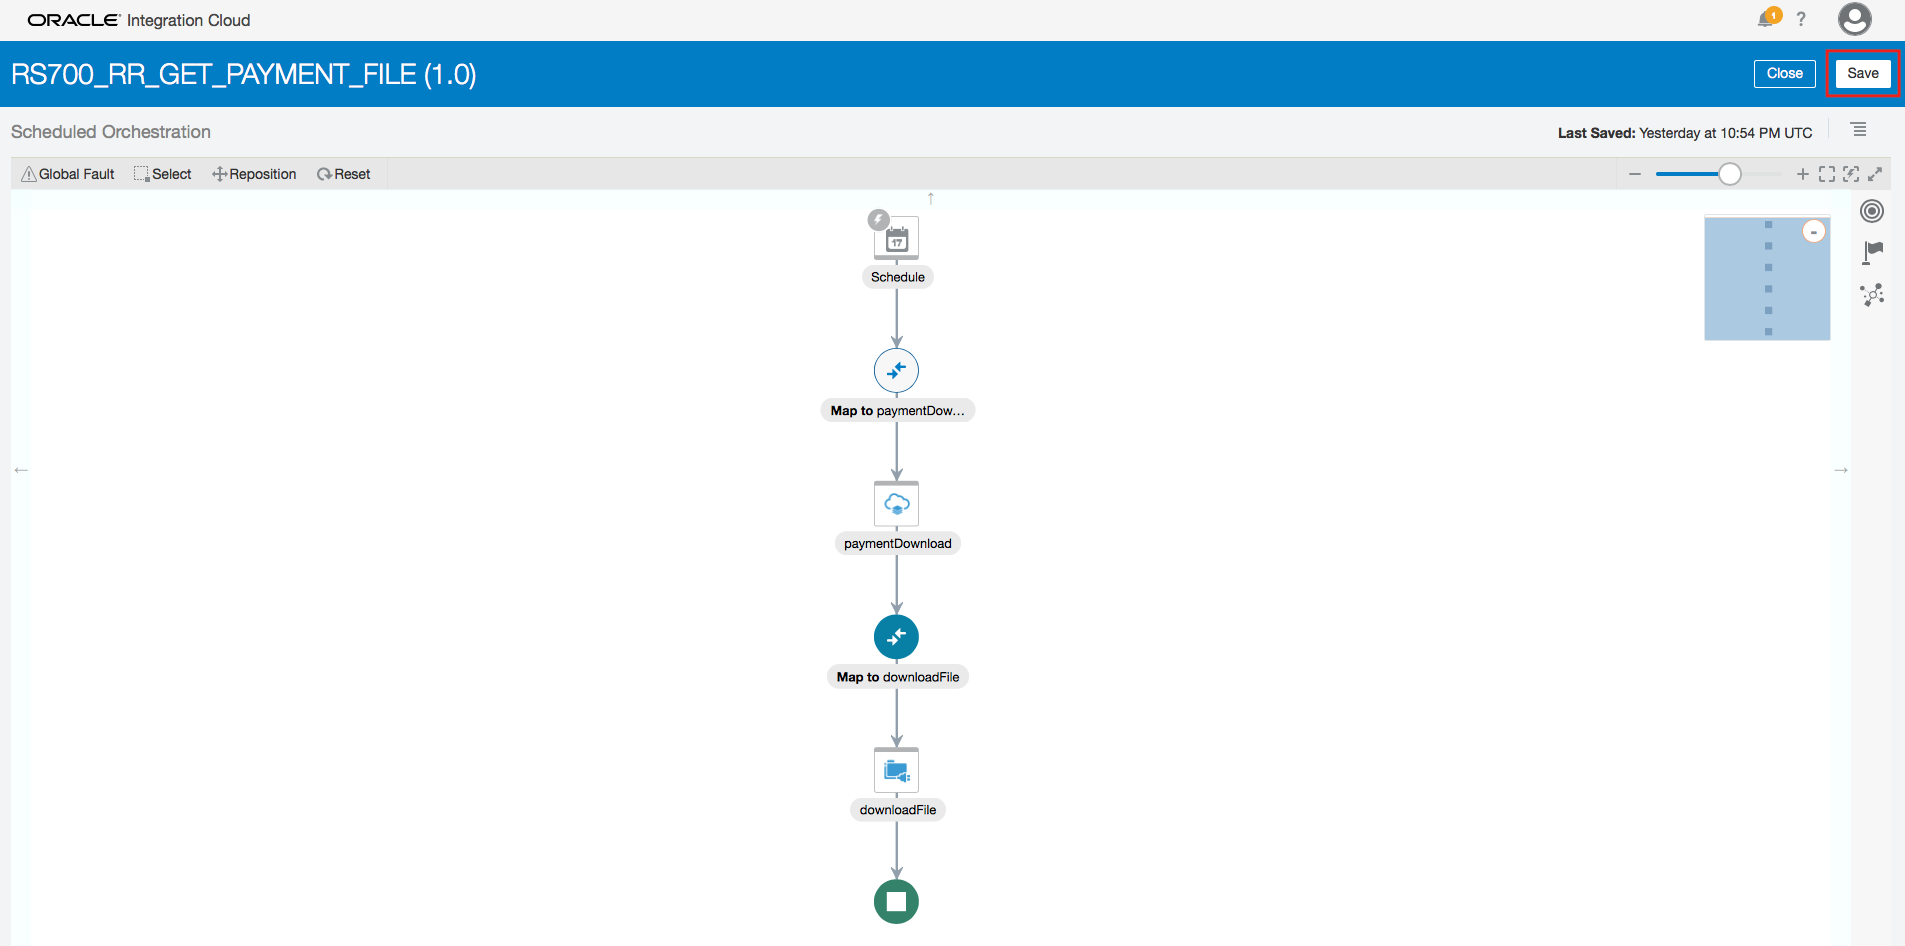 ORACLE® Integration Cloud
1
?
RS700_RR_GET_PAYMENT_FILE (1.0)
Close
Save
Scheduled Orchestration
Last Saved: Yesterday at 10:54 PM UTC
Global Fault
Select
Reposition
Reset
17
Schedule
Map to paymentDow...
paymentDownload
Map to downloadFile
downloadFile